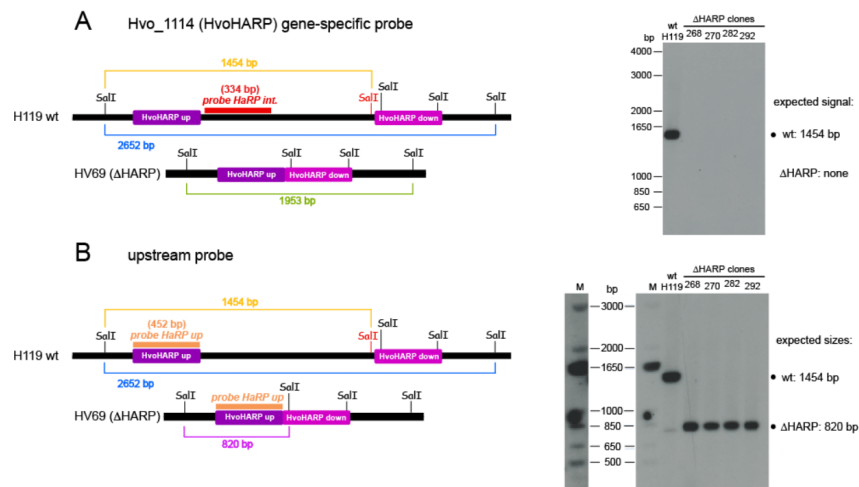 A Hvo_1114 (HvoHARP) gene-specific probe
1454 bp
SalI
(334 bp)
probe HaRP int.
SalI
SalI
SalI
SalI
H119 wt
HvoHARP up
HvoHARP down
2652 bp
SalI
SalI
SalI
SalI
HV69 (ΔHARP)
HvoHARP up
HvoHARP down
1953 bp
wt
ΔHARP clones
bp
H119
268
270
282
292
4000
3000
2000
1650
1000
850
650
expected signal:
• wt: 1454 bp
ΔHARP: none
B upstream probe
1454 bp
SalI
(452 bp)
probe HaRP up
SalI
SalI
SalI
SalI
H119 wt
HvoHARP up
HvoHARP down
2652 bp
SalI
probe HaRP up
SalI
SalI
SalI
HV69 (ΔHARP)
HvoHARP up
HvoHARP down
820 bp
M
bp
M
wt
H119
ΔHARP clones
268
270
282
292
3000
2000
1650
1000
850
650
500
expected sizes:
• wt: 1454 bp
• ΔHARP: 820 bp